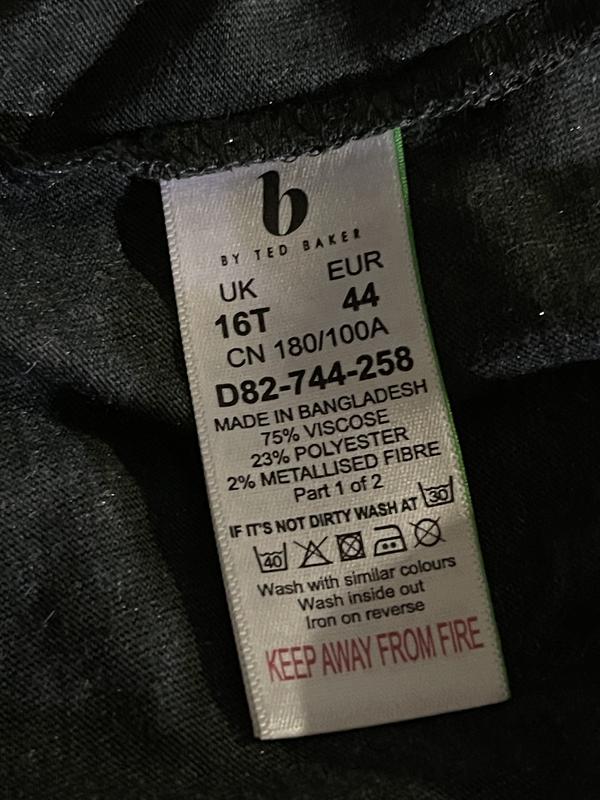 b
BY TED BAKER
UK EUR
16T 44
CN 180/100A
D82-744-258
MADE IN BANGLADESH
75% VISCOSE
23% POLYESTER
2% METALLISED FIBRE
Part 1 of 2
IF IT'S NOT DIRTY WASH AT 30
40
Wash with similar colours
Wash inside out
Iron on reverse
KEEP AWAY FROM FIRE